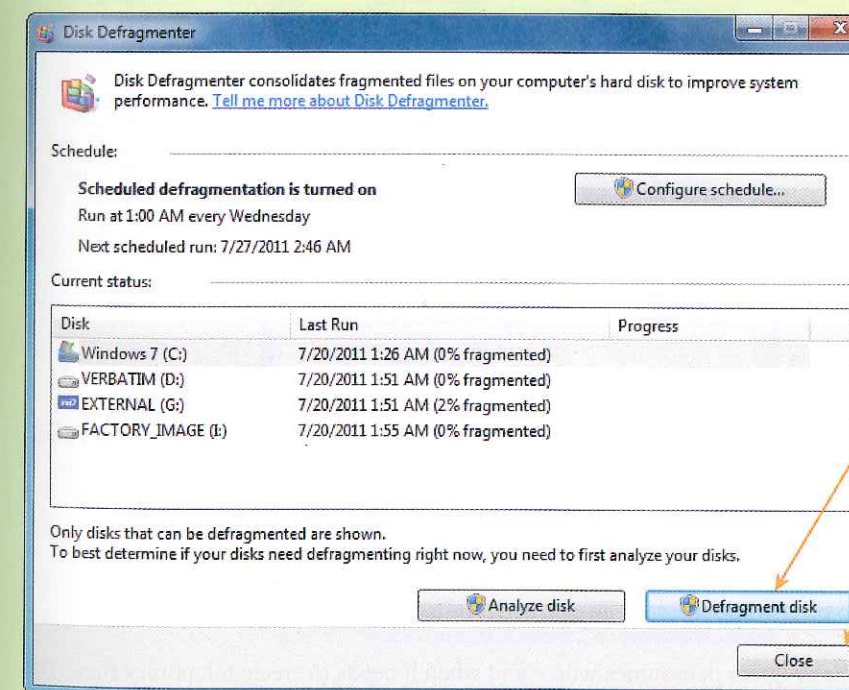 Disk Defragmenter
Disk Defragmenter consolidates fragmented files on your computer's hard disk to improve system
performance. Tell me more about Disk Defragmenter.
Schedule:
Scheduled defragmentation is turned on
Configure schedule...
Run at 1:00 AM every Wednesday
Next scheduled run: 7/27/2011 2:46 AM
Current status:
Disk Last Run Progress
Windows 7 (C:) 7/20/2011 1:26 AM (0% fragmented)
VERBATIM (D:) 7/20/2011 1:51 AM (0% fragmented)
EXTERNAL (G:) 7/20/2011 1:51 AM (2% fragmented)
FACTORY_IMAGE (I:) 7/20/2011 1:55 AM (0% fragmented)
Only disks that can be defragmented are shown.
To best determine if your disks need defragmenting right now, you need to first analyze your disks.
Analyze disk Defragment disk
Close